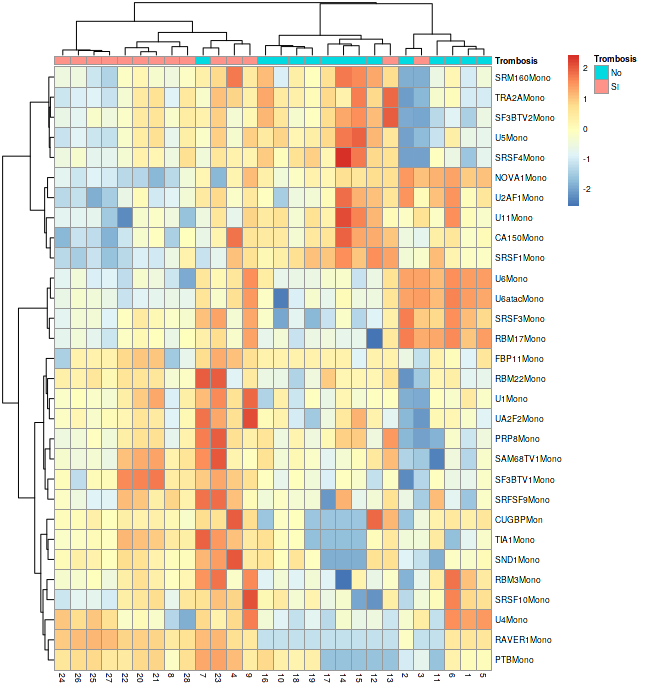 Trombosis
SRM160Mono
TRA2AMono
SF3BTV2Mono
U5Mono
SRSF4Mono
NOVA1Mono
U2AF1Mono
U11Mono
CA150Mono
SRSF1Mono
U6Mono
U6atacMono
SRSF3Mono
RBM17Mono
FBP11Mono
RBM22Mono
U1Mono
UA2F2Mono
PRP8Mono
SAM68TV1Mono
SF3BTV1Mono
SRFSF9Mono
CUGBPMon
TIA1Mono
SND1Mono
RBM3Mono
SRSF10Mono
U4Mono
RAVER1Mono
PTBMono
24 26 25 27 22 20 21 8 28 7 23 4 9 16 10 18 19 17 14 15 12 13 2 3 11 6 1 5
2
1
0
-1
-2
Trombosis
No
SI